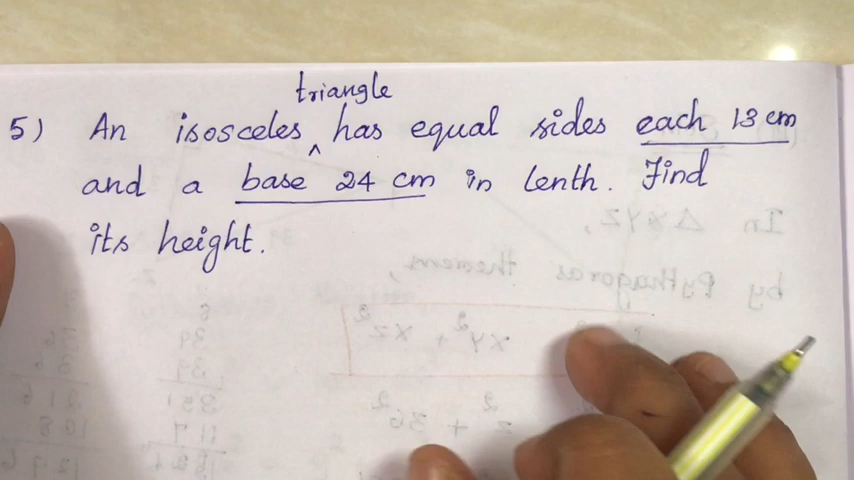 triangle
5) An isosceles ^ has equal sides each 13 cm
and a base 24 cm in lenth. Find
its height.